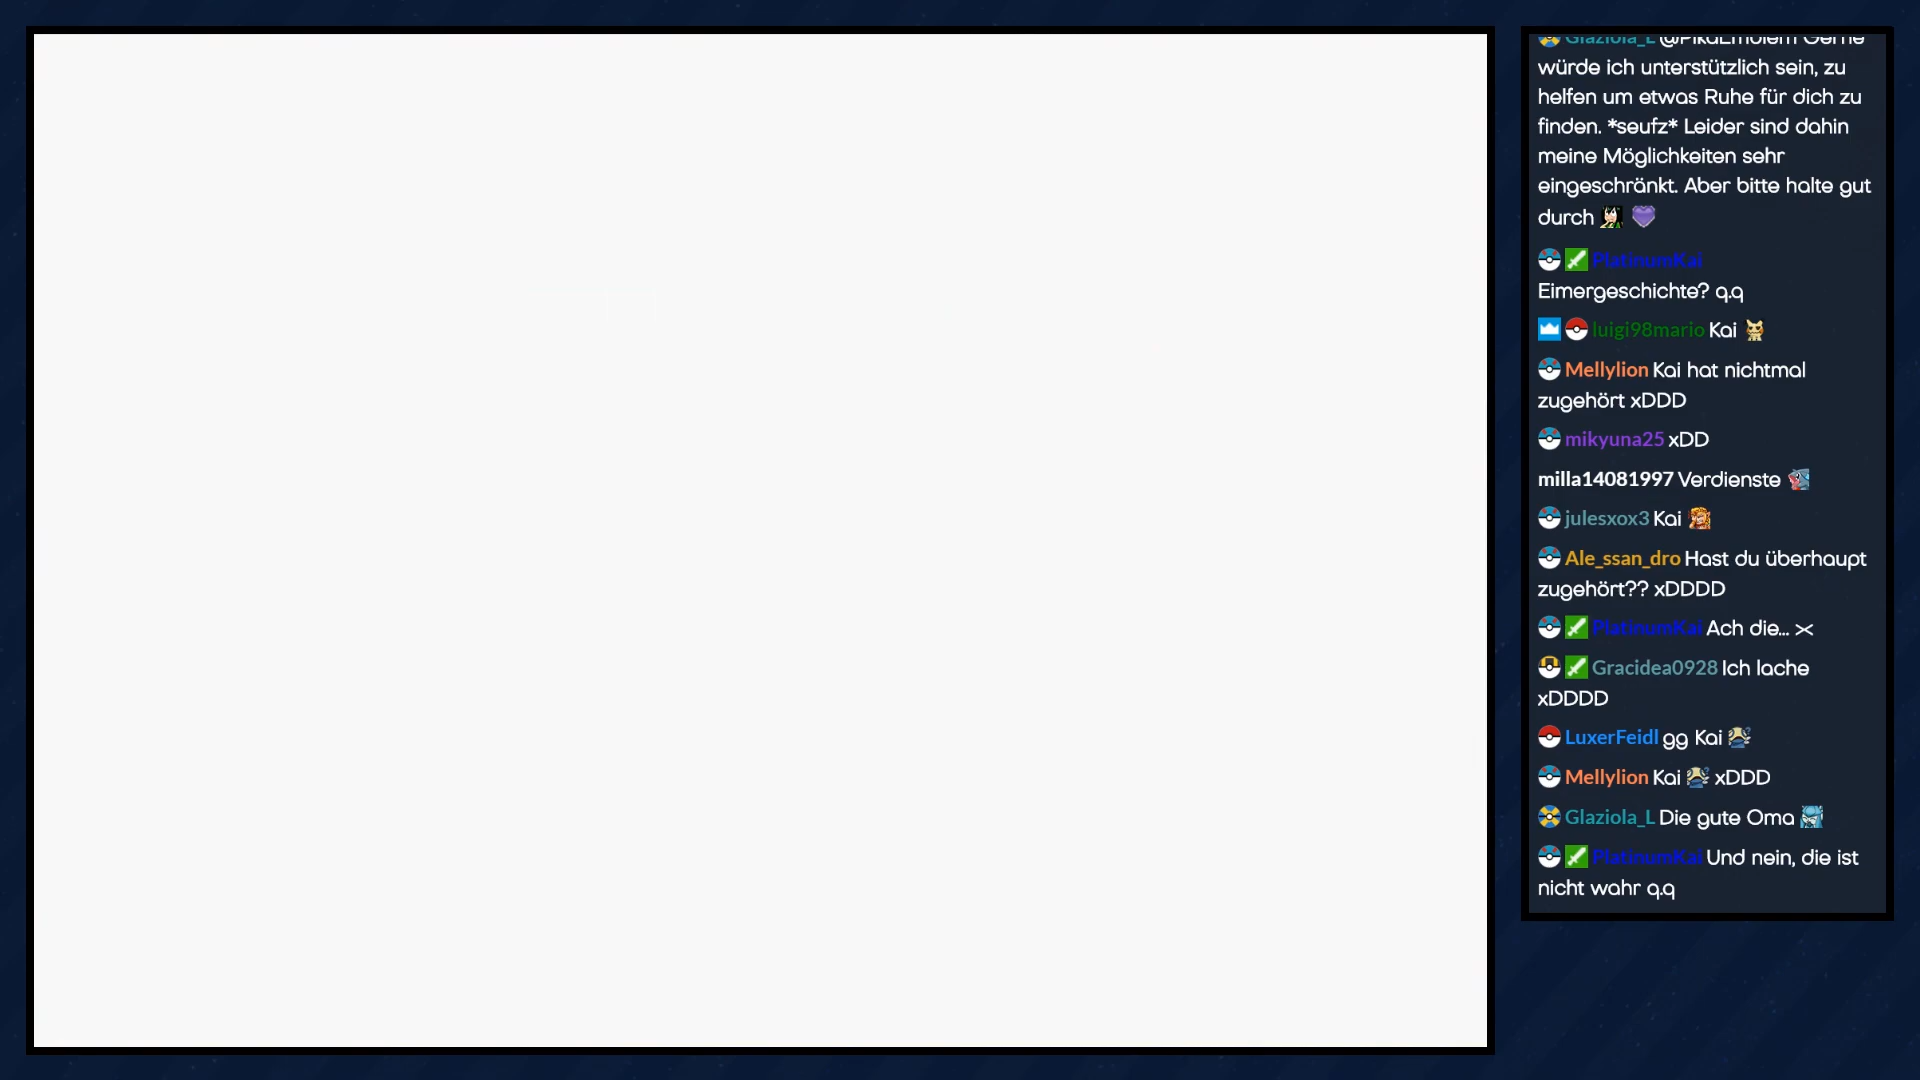 Glaziola_L @PikaEmolem Gerne
würde ich unterstützlich sein, zu
helfen um etwas Ruhe für dich zu
finden. *seufz* Leider sind dahin
meine Möglichkeiten sehr
eingeschränkt. Aber bitte halte gut
durch
PlatinumKai
Eimergeschichte? q.q
luigi98mario Kai
Mellylion Kai hat nichtmal
zugehört xDDD
mikyuna25 xDD
milla14081997 Verdienste
julesxox3 Kai
Ale_ssan_dro Hast du überhaupt
zugehört?? xDDDD
PlatinumKai Ach die... ><
Gracidea0928 Ich lache
xDDDD
LuxerFeidl gg Kai
Mellylion Kai xDDD
Glaziola_L Die gute Oma
PlatinumKai Und nein, die ist
nicht wahr q.q